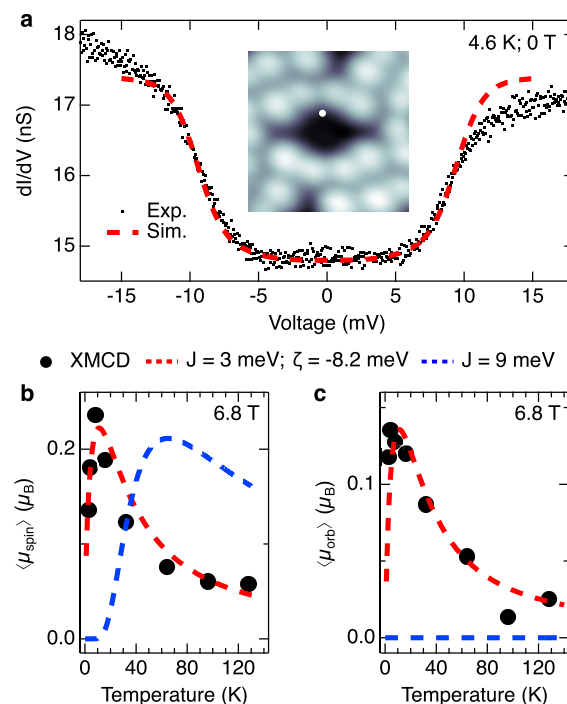 a
4.6 K; 0 T
18
17
16
15
dI/dV (nS)
Exp.
Sim.
-15 -10 -5 0 5 10 15
Voltage (mV)
XMCD J = 3 meV; ζ = -8.2 meV J = 9 meV
b
6.8 T
0.2
0.0
⟨μspin⟩ (μB)
0 40 80 120
Temperature (K)
c
6.8 T
0.1
0.0
⟨μorb⟩ (μB)
0 40 80 120
Temperature (K)